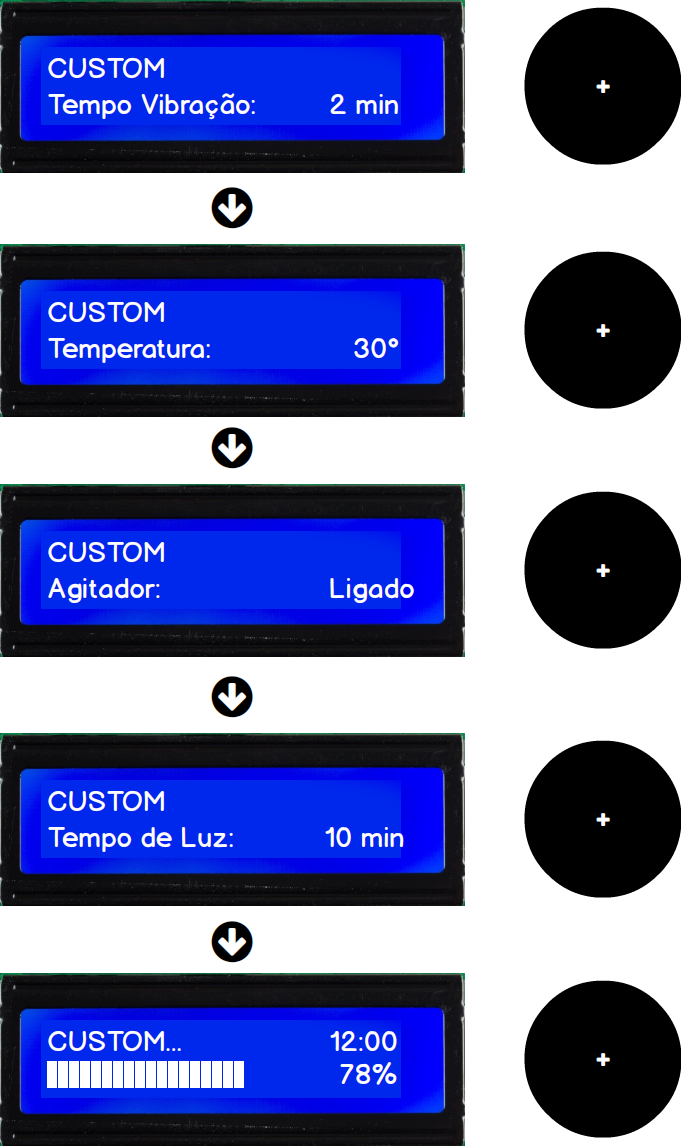 CUSTOM
Tempo Vibração: 2 min
+
CUSTOM
Temperatura: 30°
+
CUSTOM
Agitador: Ligado
+
CUSTOM
Tempo de Luz: 10 min
+
CUSTOM... 12:00
78%
+